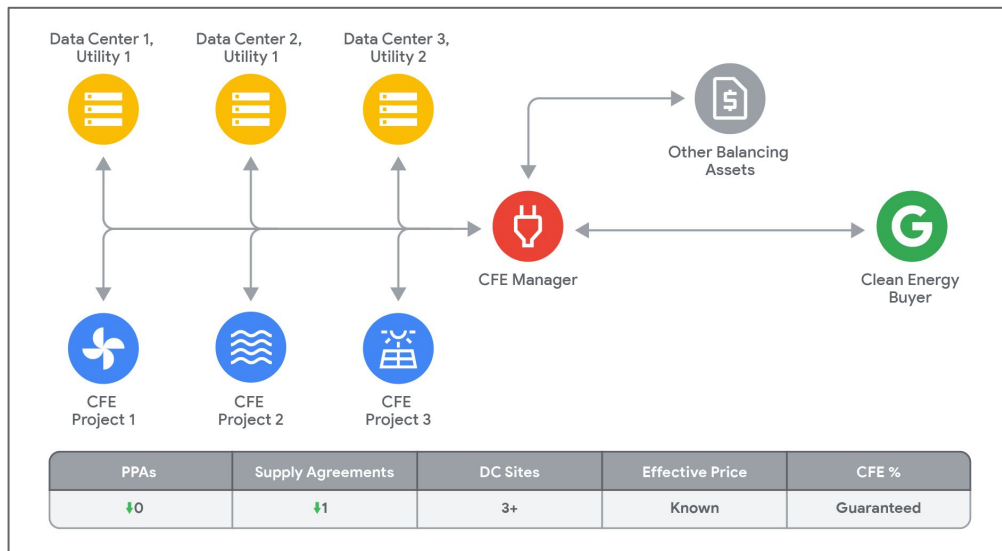 Data Center 1,
Utility 1
Data Center 2,
Utility 1
Data Center 3,
Utility 2
Other Balancing
Assets
CFE Manager
G
Clean Energy
Buyer
CFE
Project 1
CFE
Project 2
CFE
Project 3
PPAs Supply Agreements DC Sites Effective Price CFE %
⬇0 ⬇1 3+ Known Guaranteed